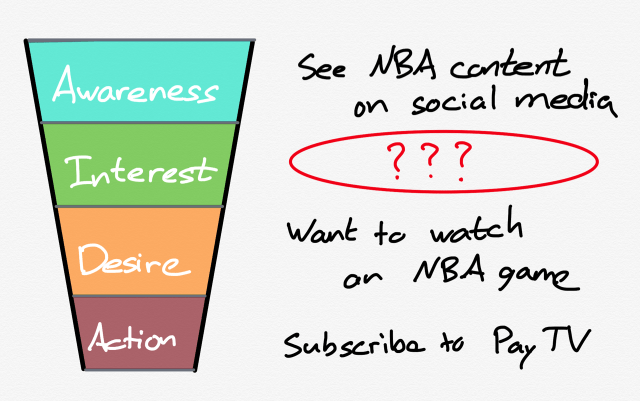 Awareness
See NBA content
on social media
Interest
? ? ?
Desire
Want to watch
an NBA game
Action
Subscribe to Pay TV